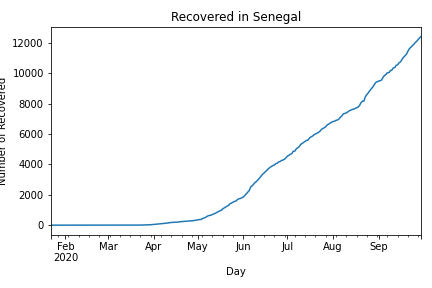 Recovered in Senegal
Number of Recovered
12000
10000
8000
6000
4000
2000
0
Feb
2020
Mar
Apr
May
Jun
Jul
Aug
Sep
Day